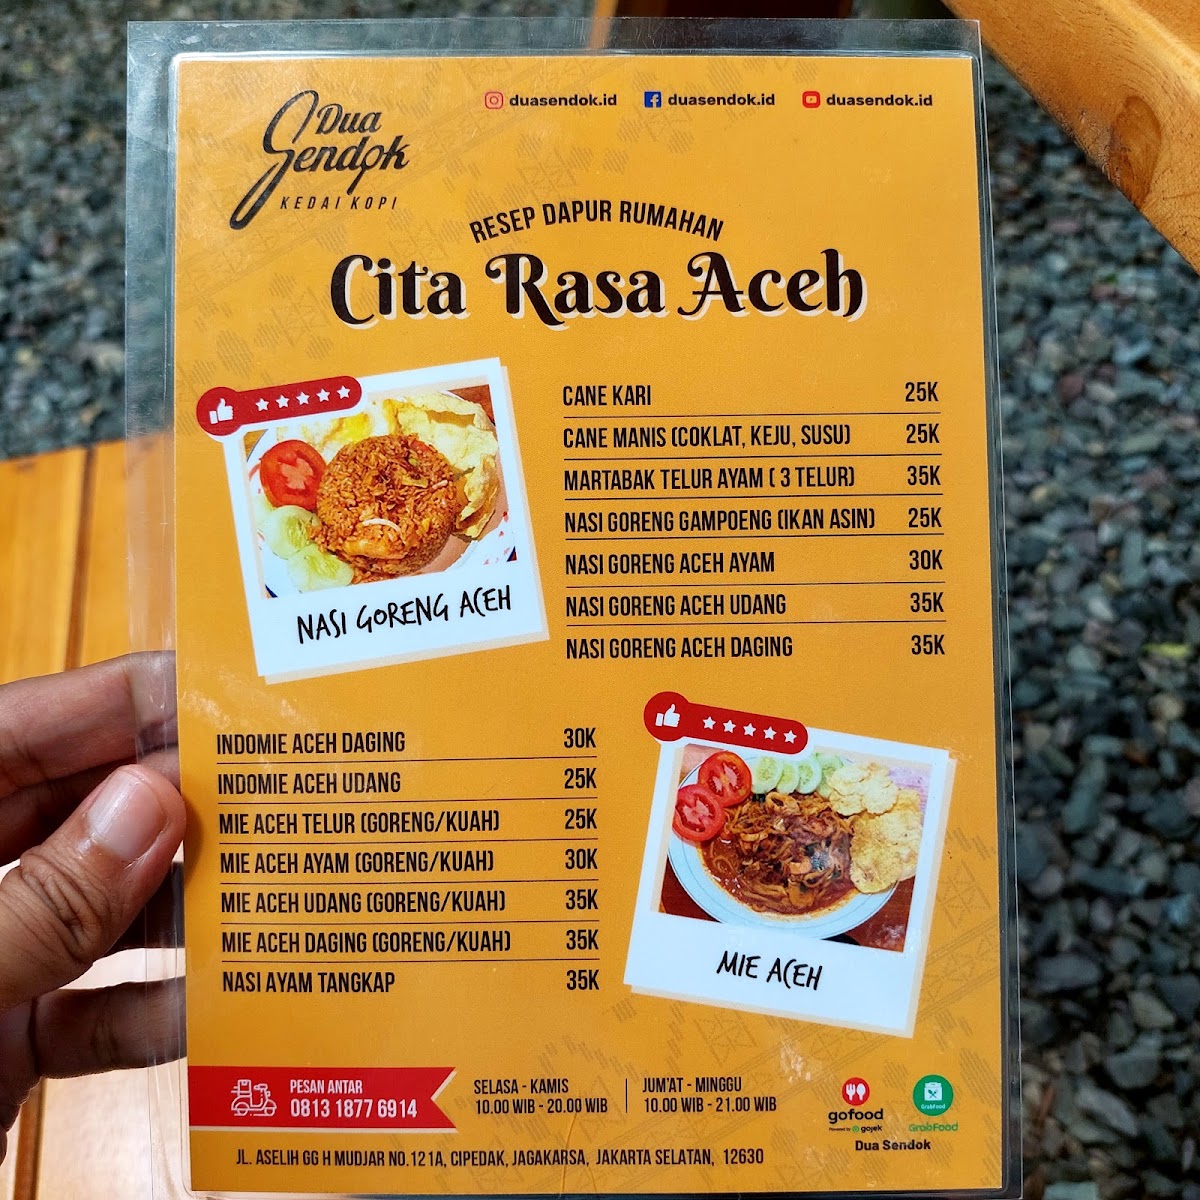 Dua
Sendok
KEDAI KOPI
duasendok.id duasendok.id duasendok.id
RESEP DAPUR RUMAHAN
Cita Rasa Aceh
NASI GORENG ACEH
CANE KARI 25K
CANE MANIS (COKLAT, KEJU, SUSU) 25K
MARTABAK TELUR AYAM ( 3 TELUR) 35K
NASI GORENG GAMPOENG (IKAN ASIN) 25K
NASI GORENG ACEH AYAM 30K
NASI GORENG ACEH UDANG 35K
NASI GORENG ACEH DAGING 35K
INDOMIE ACEH DAGING 30K
INDOMIE ACEH UDANG 25K
MIE ACEH TELUR (GORENG/KUAH) 25K
MIE ACEH AYAM (GORENG/KUAH) 30K
MIE ACEH UDANG (GORENG/KUAH) 35K
MIE ACEH DAGING (GORENG/KUAH) 35K
NASI AYAM TANGKAP 35K
MIE ACEH
PESAN ANTAR
0813 1877 6914
SELASA - KAMIS
10.00 WIB - 20.00 WIB
JUM'AT - MINGGU
10.00 WIB - 21.00 WIB
gofood
Powered by gojek
GrabFood
GrabFood
Dua Sendok
JL. ASELIH GG H MUDJAR NO.121A, CIPEDAK, JAGAKARSA, JAKARTA SELATAN, 12630